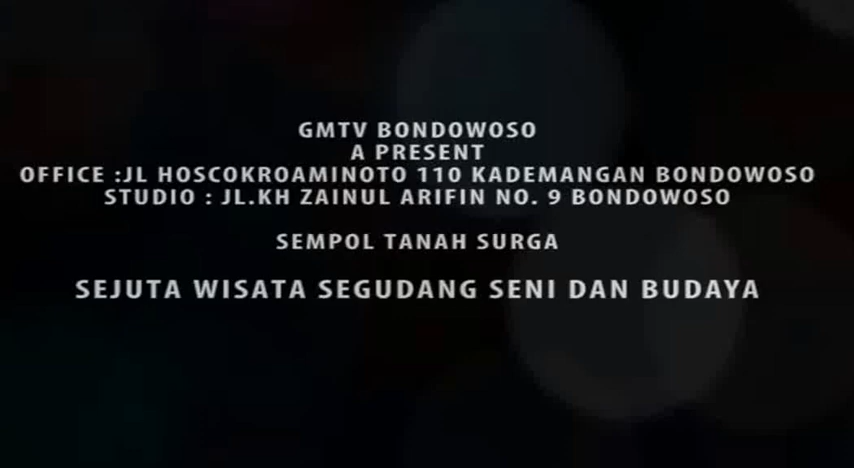 GMTV BONDOWOSO
A PRESENT
OFFICE :JL HOSCOKROAMINOTO 110 KADEMANGAN BONDOWOSO
STUDIO : JL.KH ZAINUL ARIFIN NO. 9 BONDOWOSO
SEMPOL TANAH SURGA
SEJUTA WISATA SEGUDANG SENI DAN BUDAYA